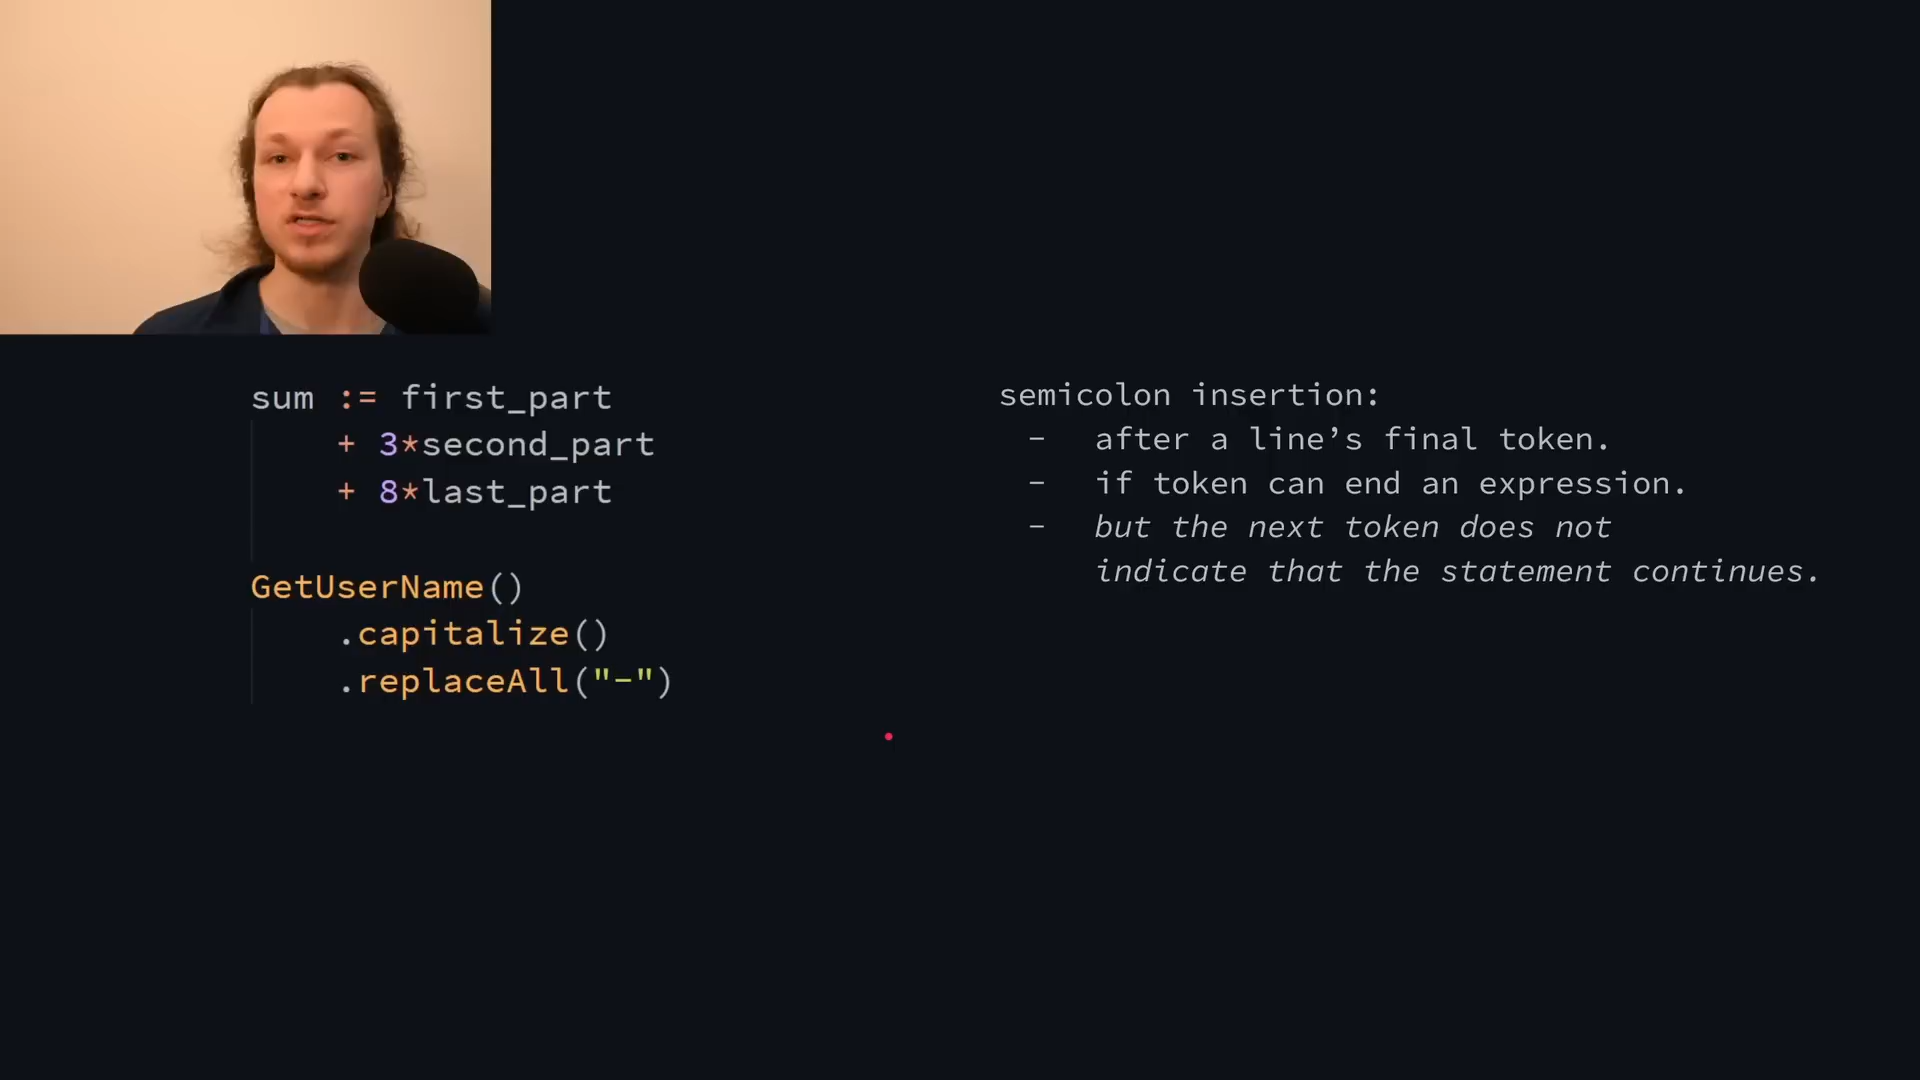 sum := first_part
+ 3*second_part
+ 8*last_part
GetUserName()
.capitalize()
.replaceAll("-")
semicolon insertion:
- after a line’s final token.
- if token can end an expression.
- but the next token does not
indicate that the statement continues.